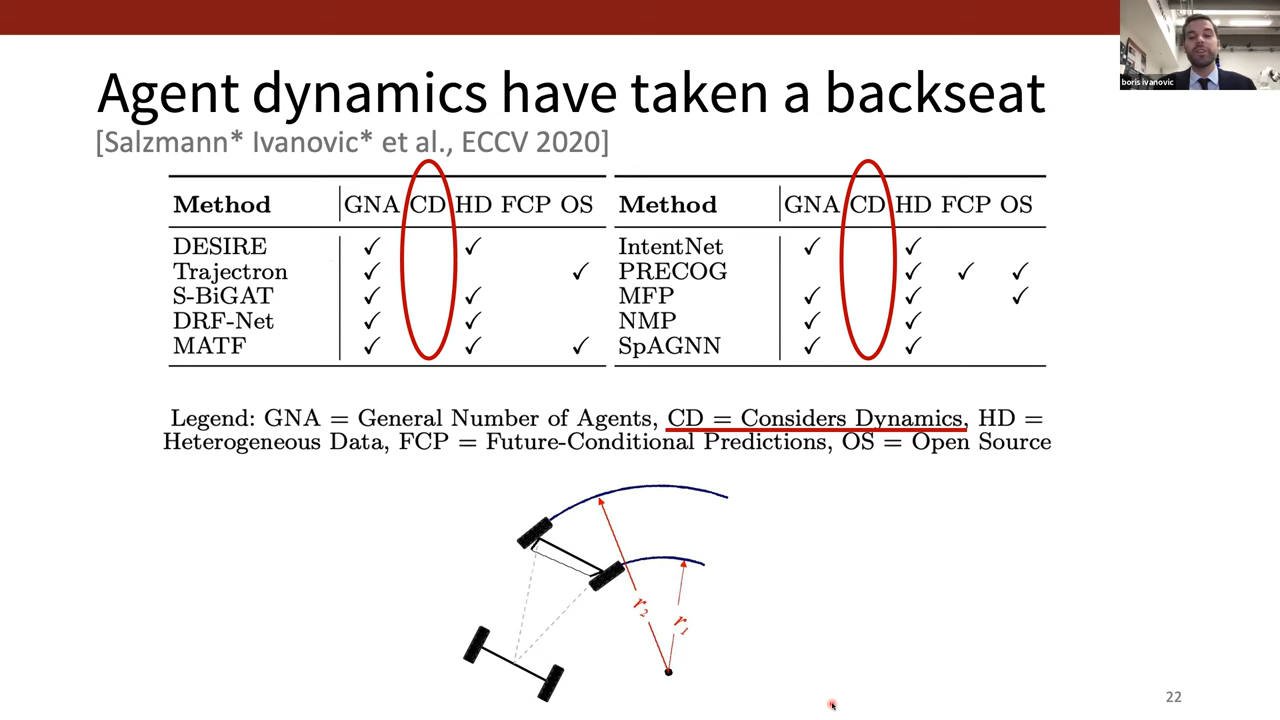 boris ivanovic
Agent dynamics have taken a backseat
[Salzmann* Ivanovic* et al., ECCV 2020]
Method GNA CD HD FCP OS
DESIRE ✓ ✓
Trajectron ✓ ✓
S-BiGAT ✓ ✓
DRF-Net ✓ ✓
MATF ✓ ✓ ✓
Method GNA CD HD FCP OS
IntentNet ✓ ✓
PRECOG ✓ ✓ ✓
MFP ✓ ✓ ✓
NMP ✓ ✓
SpAGNN ✓ ✓
Legend: GNA = General Number of Agents, CD = Considers Dynamics, HD =
Heterogeneous Data, FCP = Future-Conditional Predictions, OS = Open Source
r2
r1
22